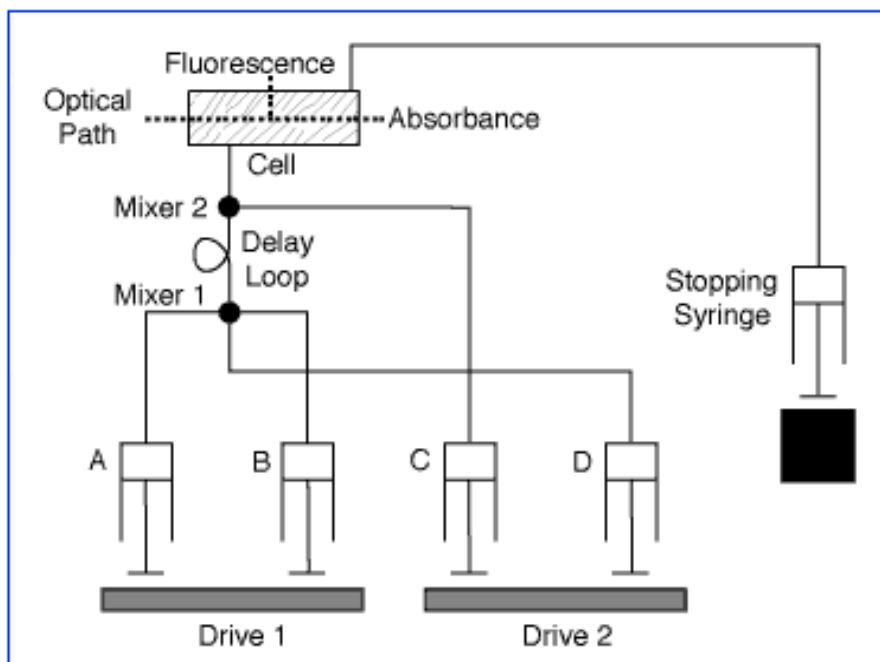 Fluorescence
Optical
Path
Absorbance
Cell
Mixer 2
Delay
Loop
Mixer 1
Stopping
Syringe
A
B
C
D
Drive 1
Drive 2